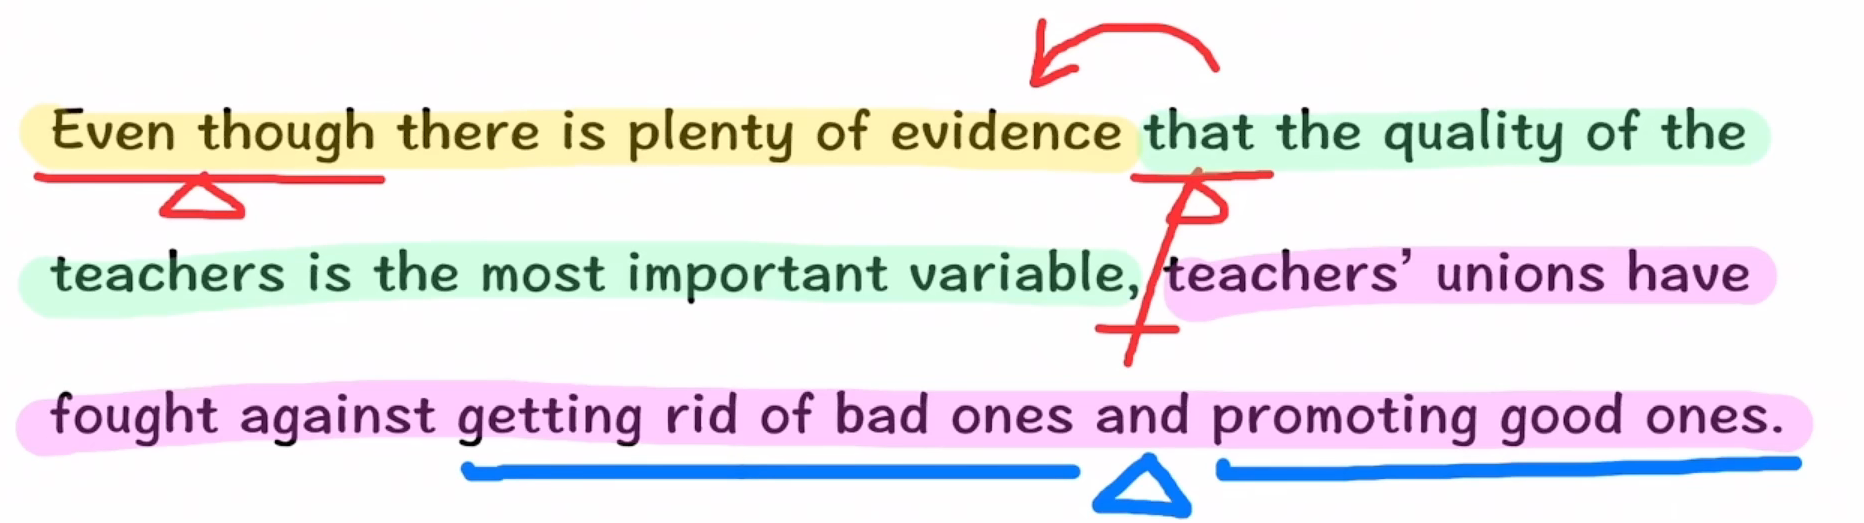 Even though there is plenty of evidence that the quality of the
teachers is the most important variable, teachers’ unions have
fought against getting rid of bad ones and promoting good ones.